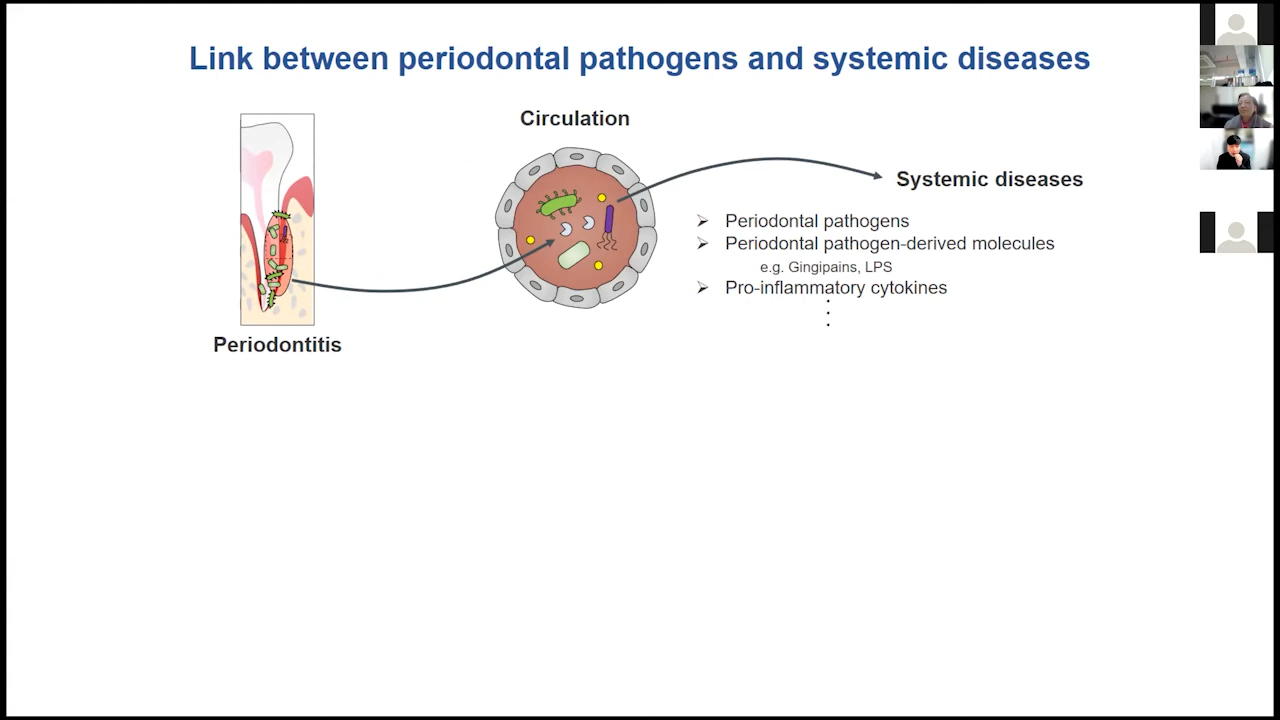 Link between periodontal pathogens and systemic diseases
Circulation
Systemic diseases
➢ Periodontal pathogens
➢ Periodontal pathogen-derived molecules
e.g. Gingipains, LPS
➢ Pro-inflammatory cytokines
Periodontitis